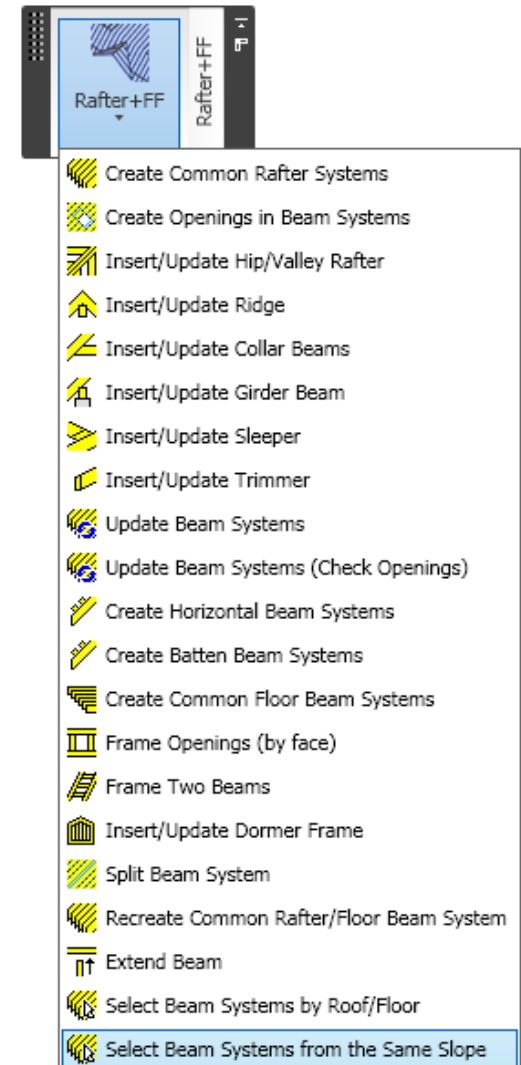 Rafter+FF
Rafter+FF
Create Common Rafter Systems
Create Openings in Beam Systems
Insert/Update Hip/Valley Rafter
Insert/Update Ridge
Insert/Update Collar Beams
Insert/Update Girder Beam
Insert/Update Sleeper
Insert/Update Trimmer
Update Beam Systems
Update Beam Systems (Check Openings)
Create Horizontal Beam Systems
Create Batten Beam Systems
Create Common Floor Beam Systems
Frame Openings (by face)
Frame Two Beams
Insert/Update Dormer Frame
Split Beam System
Recreate Common Rafter/Floor Beam System
Extend Beam
Select Beam Systems by Roof/Floor
Select Beam Systems from the Same Slope